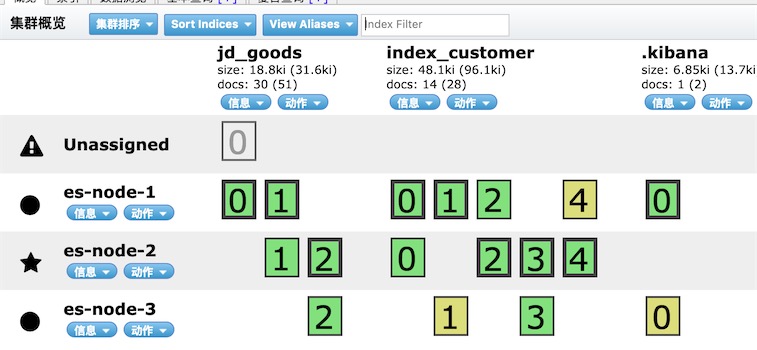 集群概览 集群排序 Sort Indices View Aliases Index Filter
jd_goods index_customer .kibana
size: 18.8ki (31.6ki) size: 48.1ki (96.1ki) size: 6.85ki (13.7ki
docs: 30 (51) docs: 14 (28) docs: 1 (2)
信息 动作 信息 动作 信息 动作
Unassigned 0
es-node-1
信息 动作
0 1 0 1 2 4 0
es-node-2
信息 动作
1 2 0 2 3 4
es-node-3
信息 动作
2 1 3 0